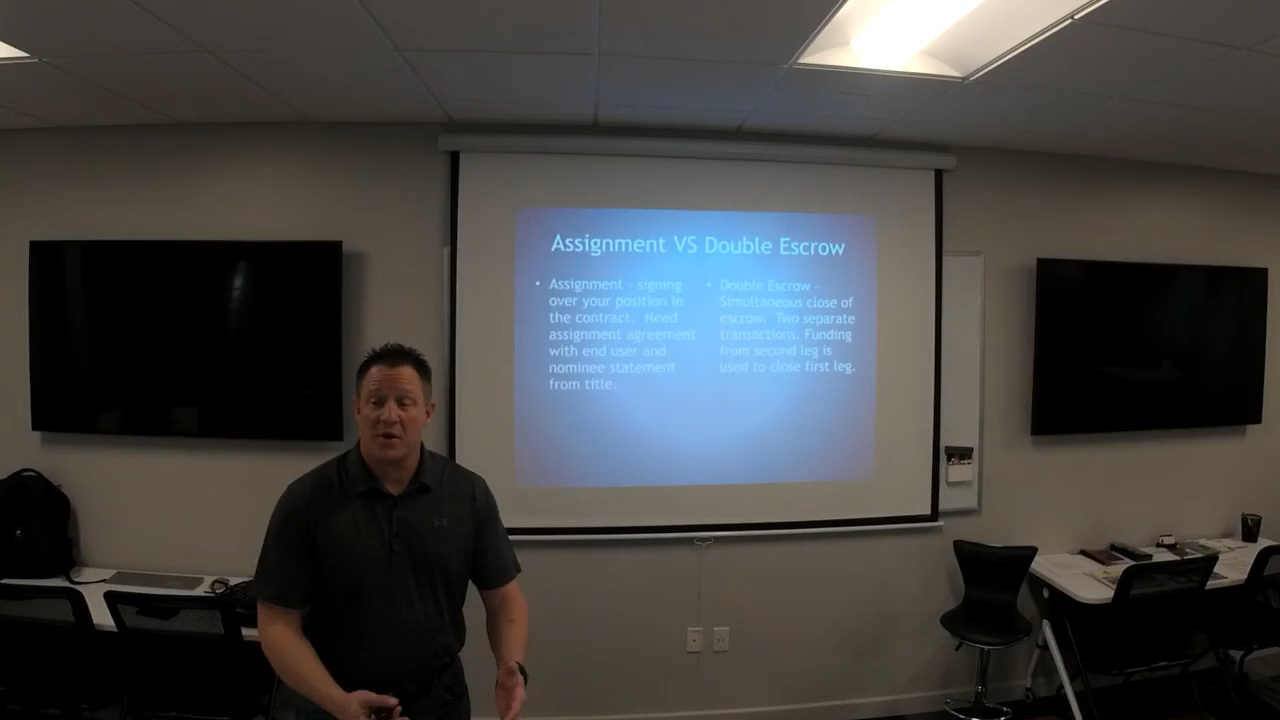 Assignment VS Double Escrow
• Assignment - signing
over your position in
the contract. Need
assignment agreement
with end user and
nominee statement
from title.
• Double Escrow -
Simultaneous close of
escrow. Two separate
transactions. Funding
from second leg is
used to close first leg.